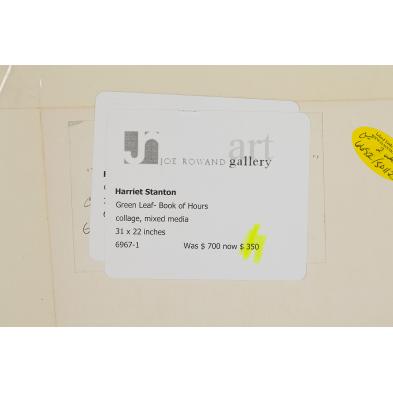 art
JOE ROWAND gallery
Harriet Stanton
Green Leaf- Book of Hours
collage, mixed media
31 x 22 inches
6967-1 Was $ 700 now $ 350